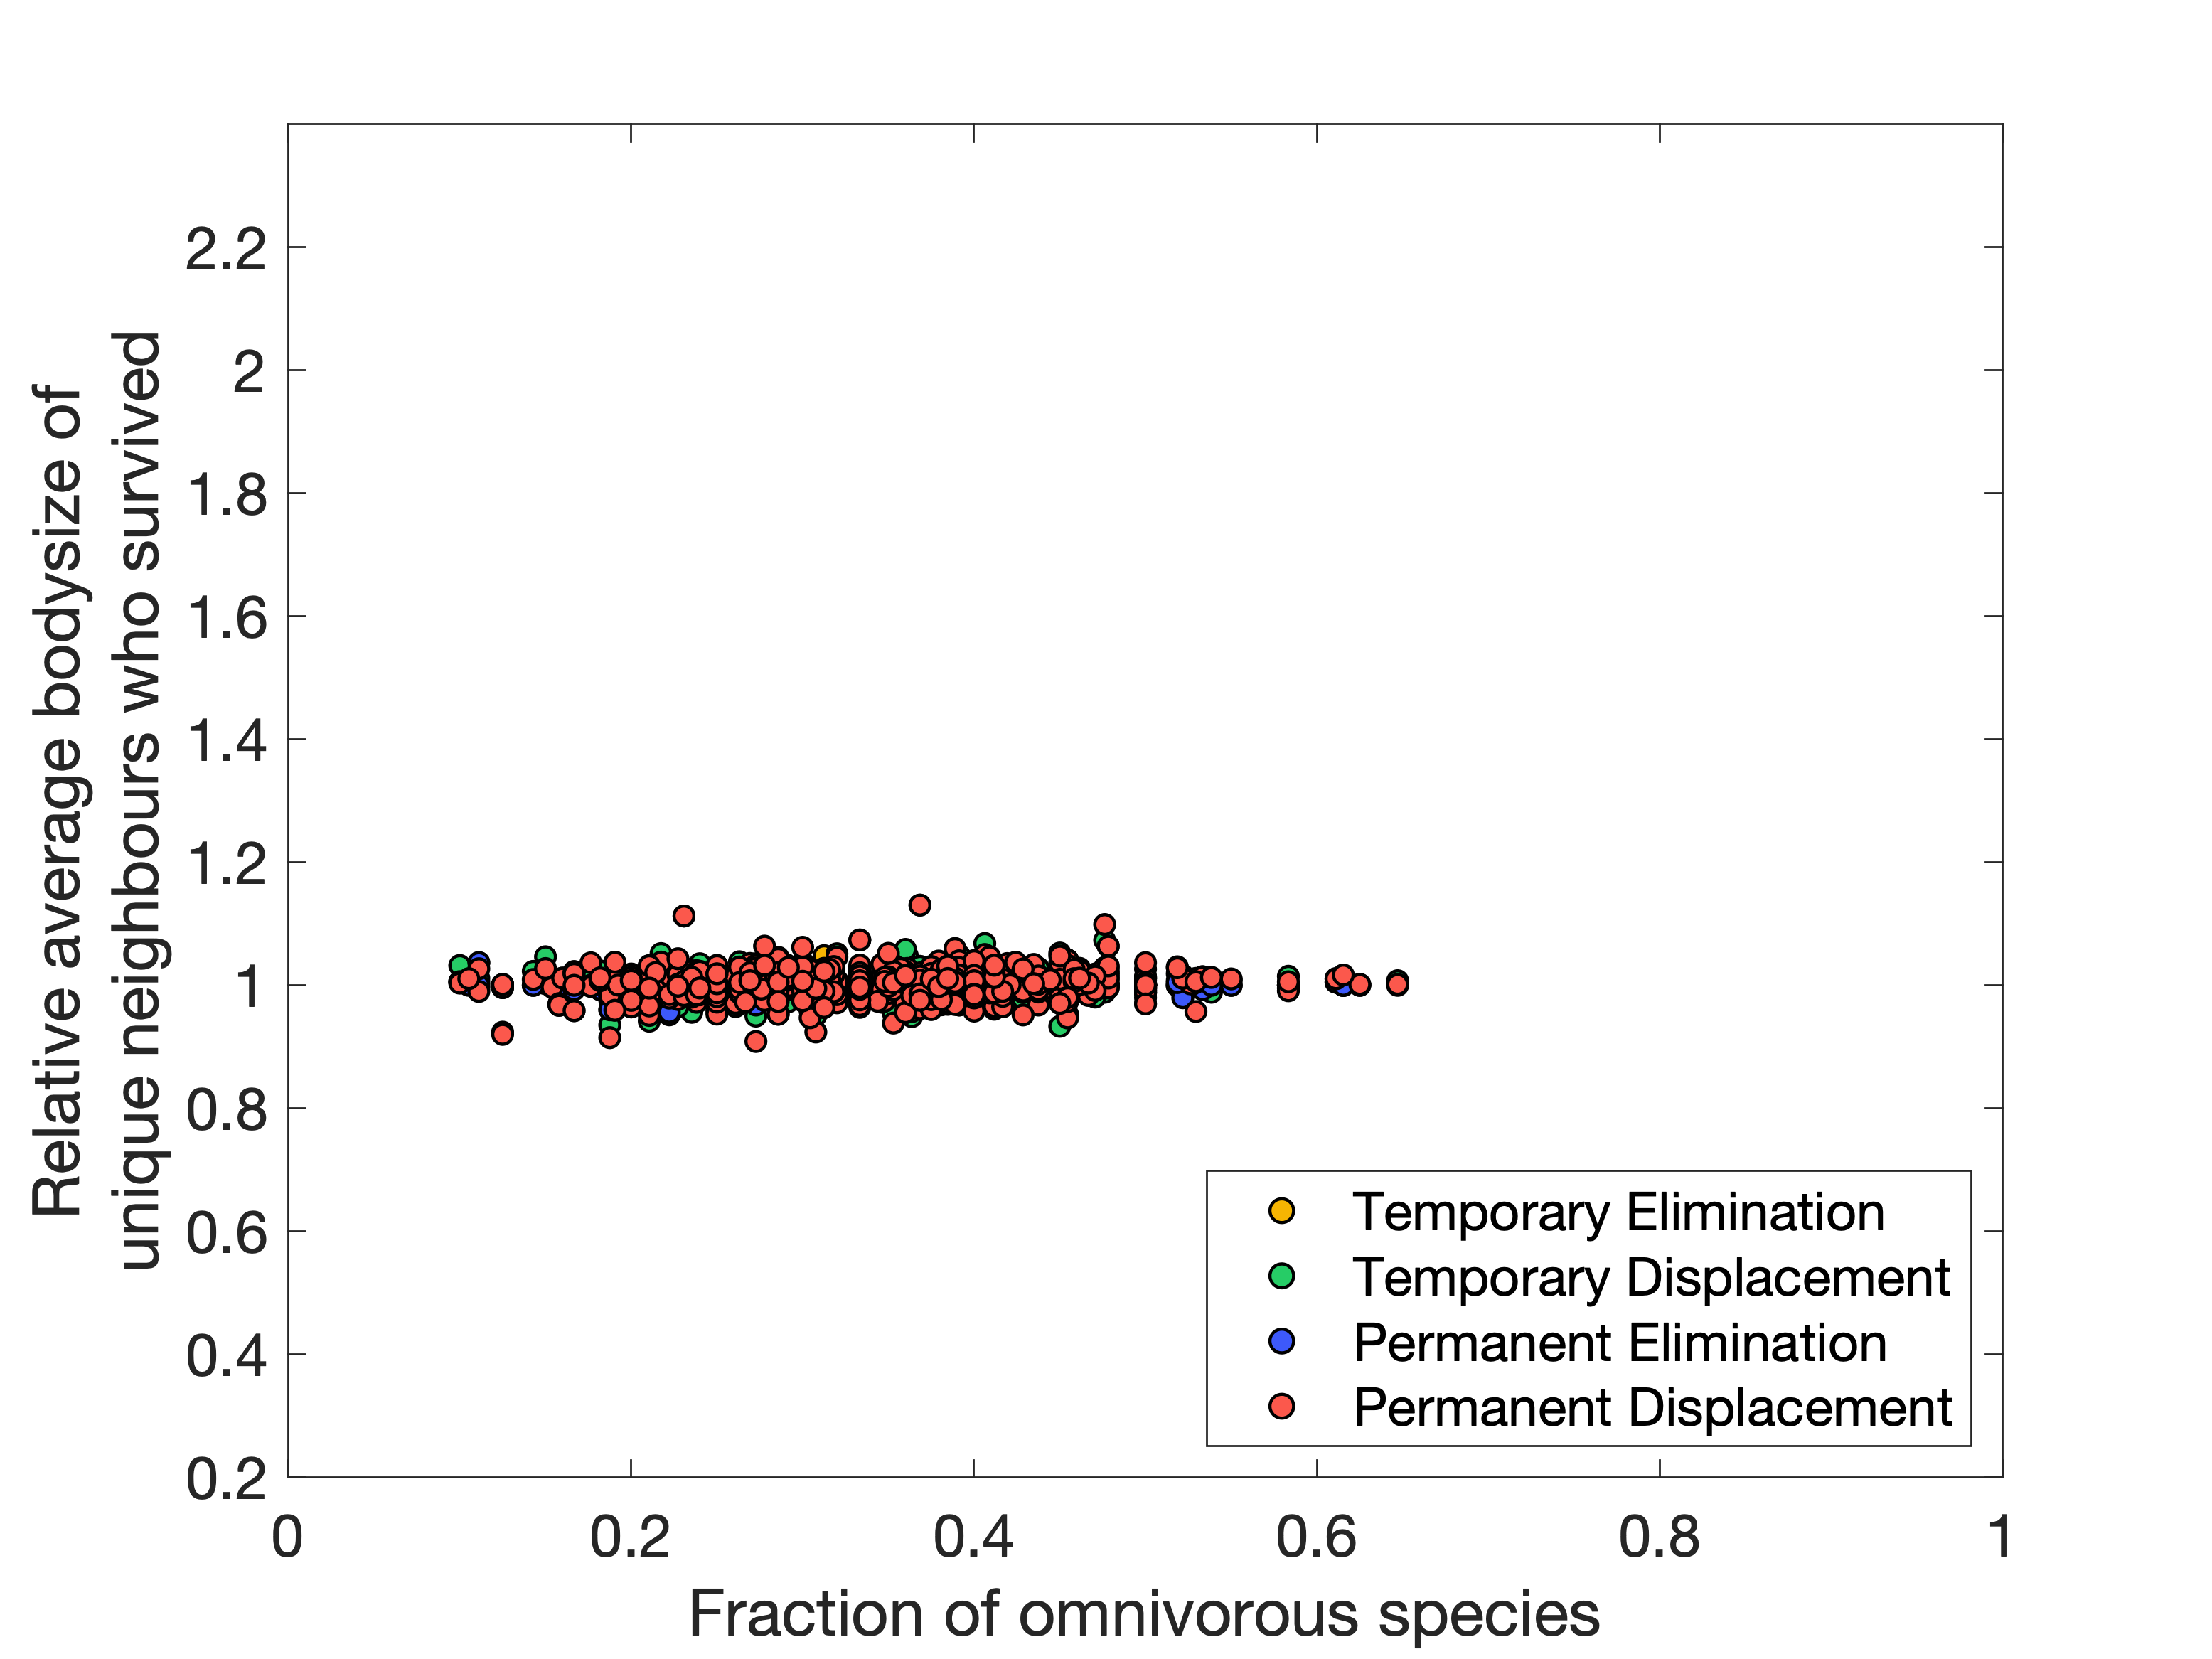 Relative average bodysize of
unique neighbours who survived
2.2
2
1.8
1.6
1.4
1.2
1
0.8
0.6
0.4
0.2
0
0.2
0.4
0.6
0.8
1
Fraction of omnivorous species
Temporary Elimination
Temporary Displacement
Permanent Elimination
Permanent Displacement